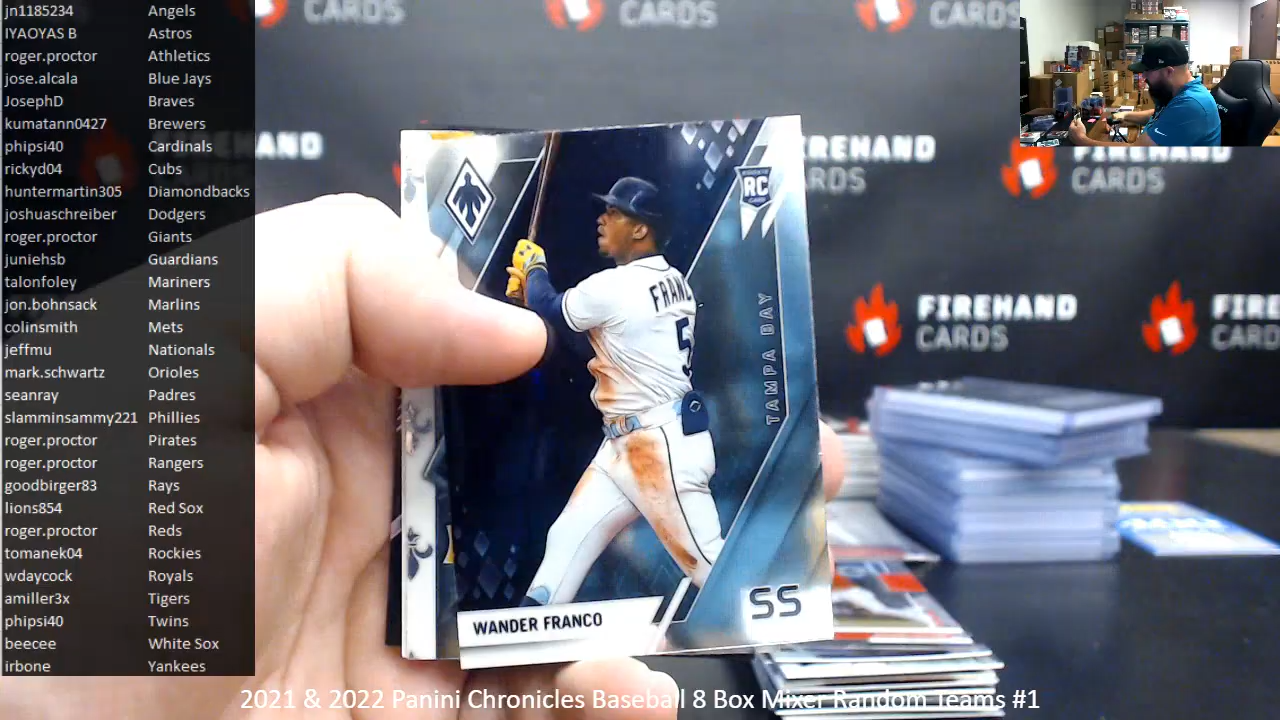 jn1185234 Angels
IYAOYAS B Astros
roger.proctor Athletics
jose.alcala Blue Jays
JosephD Braves
kumatann0427 Brewers
phipsi40 Cardinals
rickyd04 Cubs
huntermartin305 Diamondbacks
joshuaschreiber Dodgers
roger.proctor Giants
juniehsb Guardians
talonfoley Mariners
jon.bohnsack Marlins
colinsmith Mets
jeffmu Nationals
mark.schwartz Orioles
seanray Padres
slamminsammy221 Phillies
roger.proctor Pirates
roger.proctor Rangers
goodbirger83 Rays
lions854 Red Sox
roger.proctor Reds
tomanek04 Rockies
wdaycock Royals
amiller3x Tigers
phipsi40 Twins
beecee White Sox
irbone Yankees
CARDS
CARDS
CARDS
FIREHAND
CARDS
FIREHAND
CARDS
FIREHAND
CARDS
RC
FRANC
5
TAMPA BAY
WANDER FRANCO
SS
2021 & 2022 Panini Chronicles Baseball 8 Box Mixer Random Teams #1